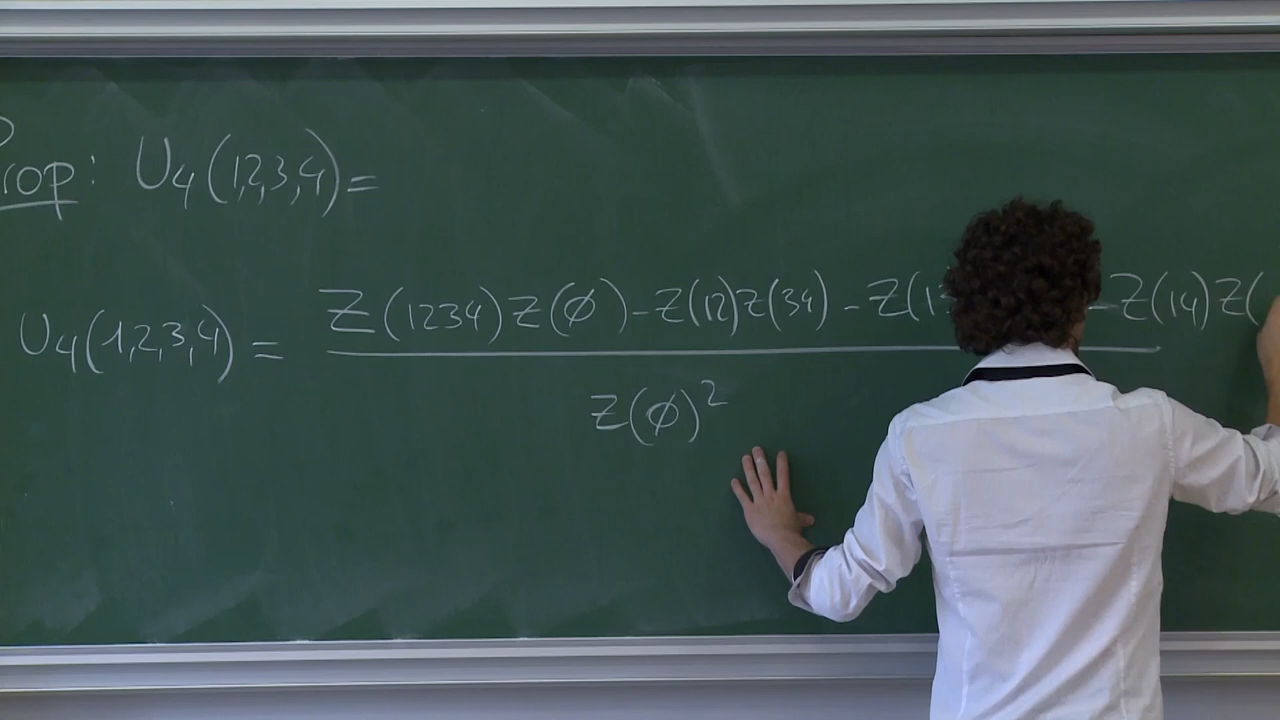 Prop: U₄(1,2,3,4)=
U₄(1,2,3,4) = Z(1234)Z(∅)-Z(12)Z(34)-Z(1 -Z(14)Z(
Z(∅)²